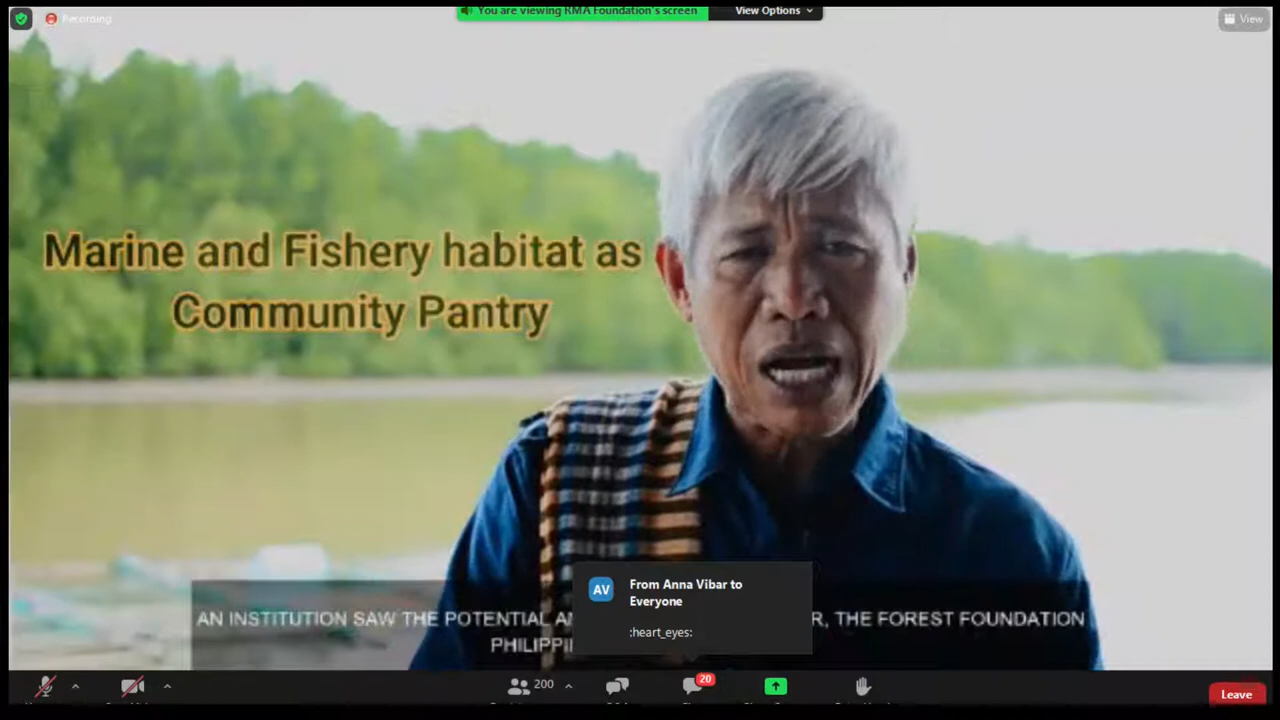 Recording
You are viewing RMA Foundation's screen
View Options
View
Marine and Fishery habitat as
Community Pantry
From Anna Vibar to
Everyone
:heart_eyes:
AN INSTITUTION SAW THE POTENTIAL
THE FOREST FOUNDATION
AV
200
20
Leave